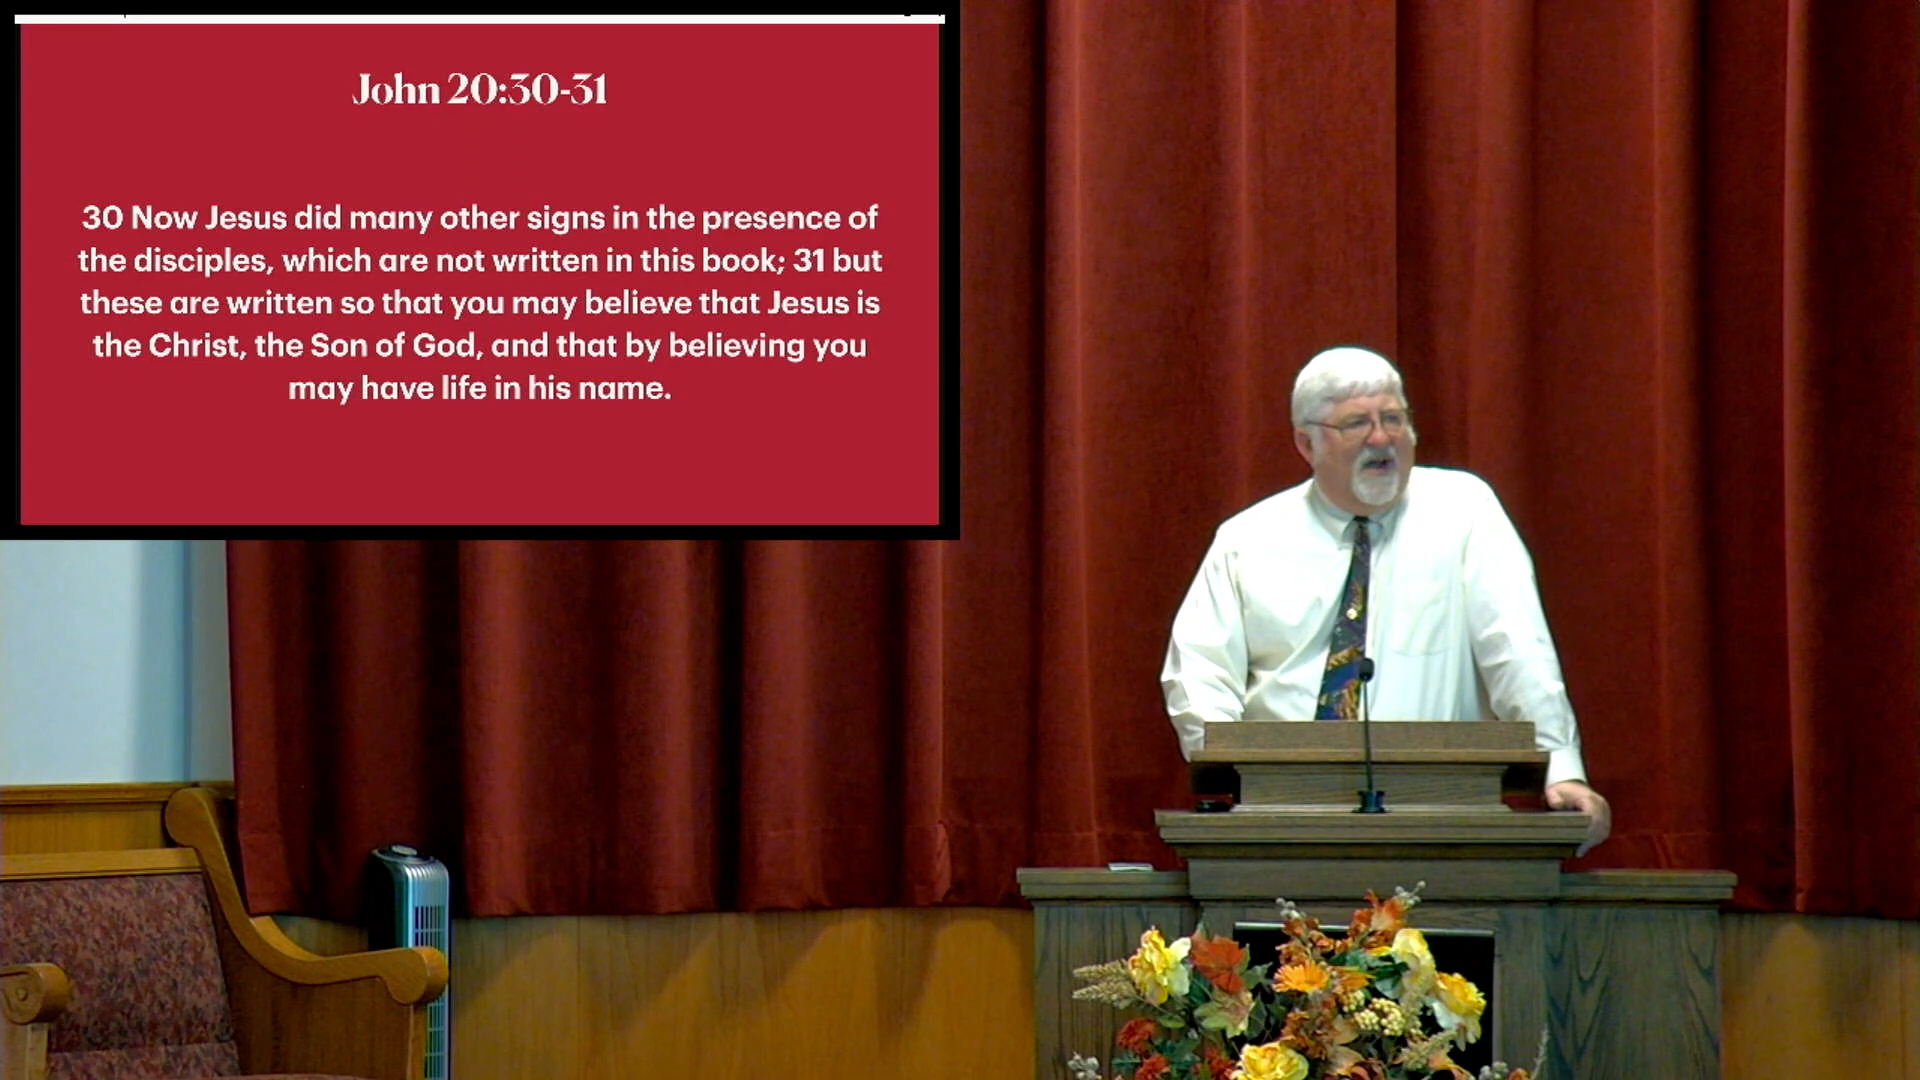 John 20:30-31
30 Now Jesus did many other signs in the presence of
the disciples, which are not written in this book; 31 but
these are written so that you may believe that Jesus is
the Christ, the Son of God, and that by believing you
may have life in his name.